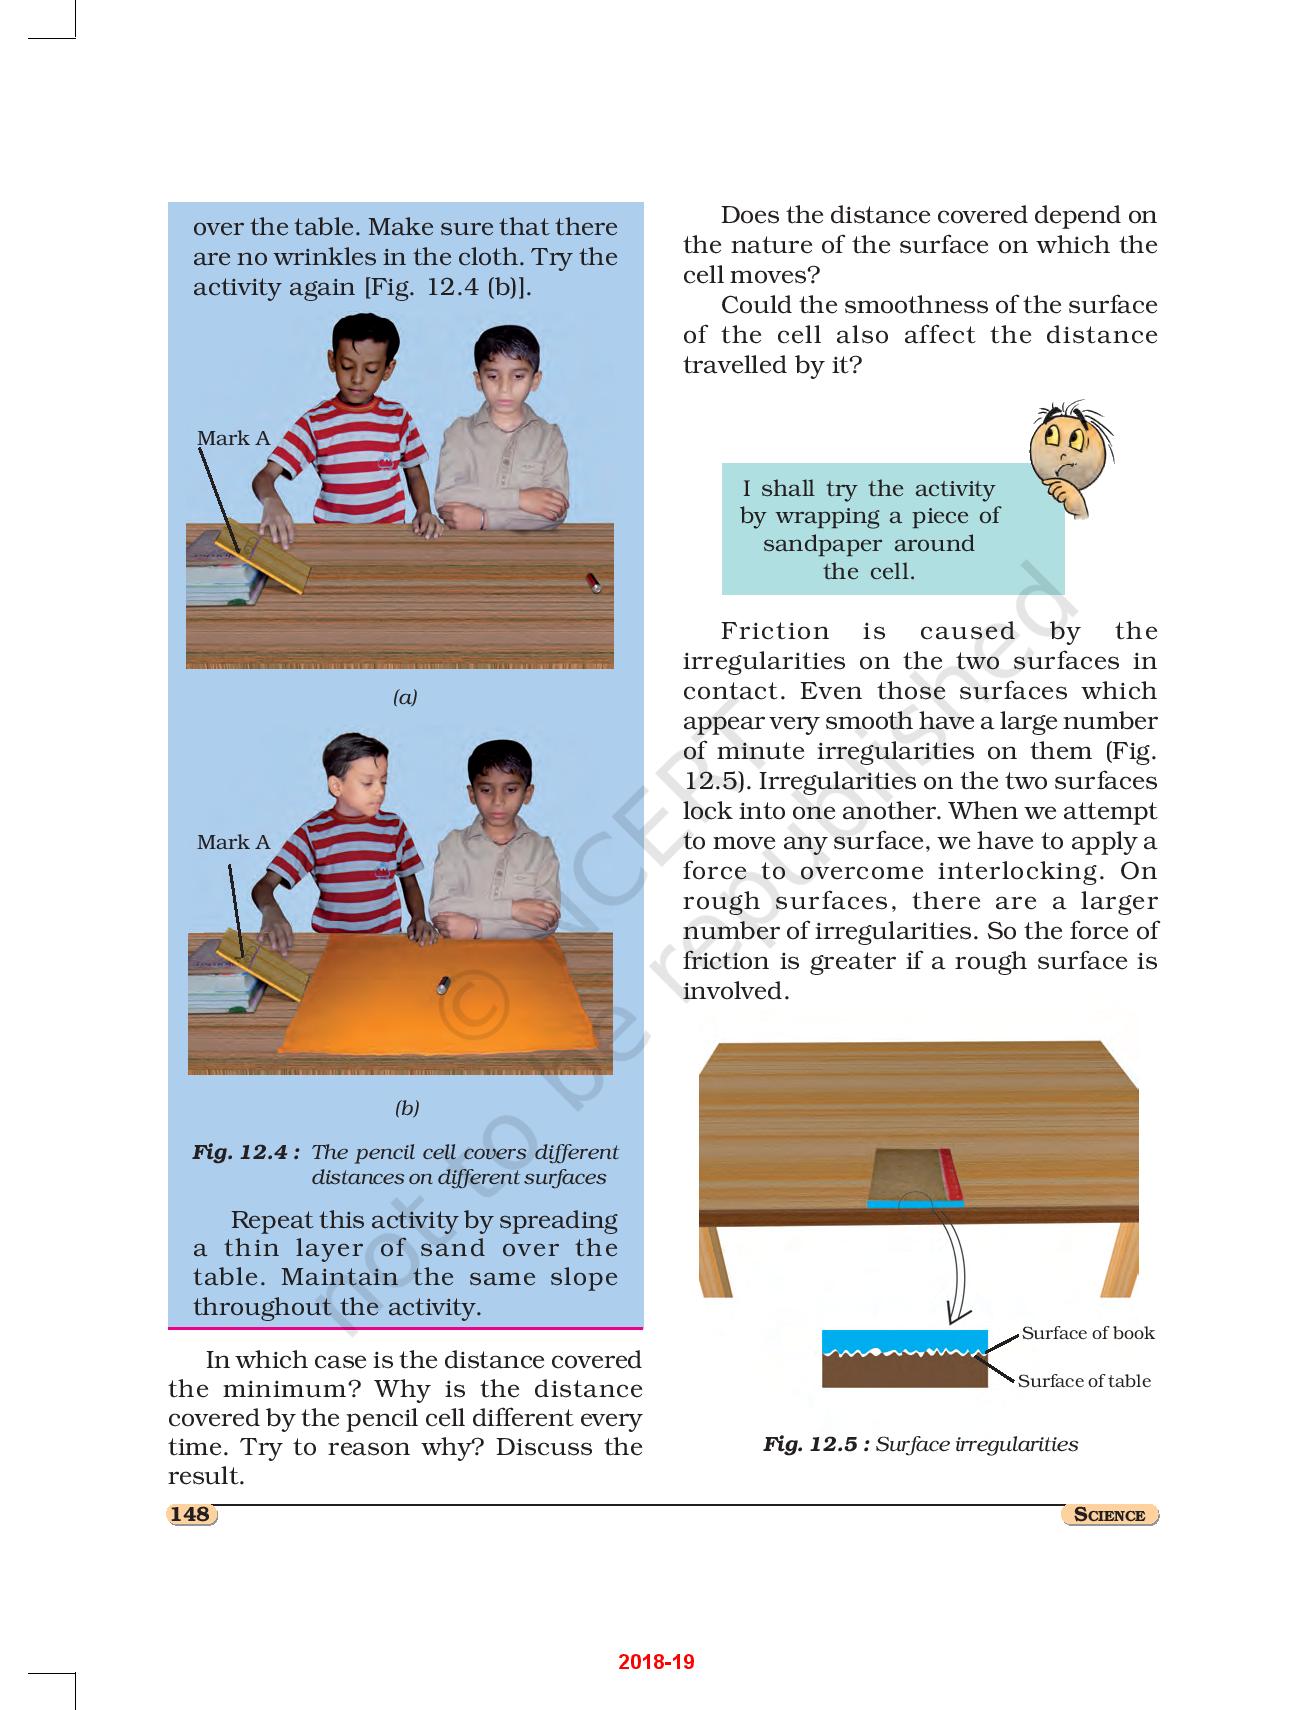 over the table. Make sure that there
are no wrinkles in the cloth. Try the
activity again [Fig. 12.4 (b)].
Mark A
(a)
Mark A
(b)
Fig. 12.4 : The pencil cell covers different
distances on different surfaces
Repeat this activity by spreading
a thin layer of sand over the
table. Maintain the same slope
throughout the activity.
In which case is the distance covered
the minimum? Why is the distance
covered by the pencil cell different every
time. Try to reason why? Discuss the
result.
Does the distance covered depend on
the nature of the surface on which the
cell moves?
Could the smoothness of the surface
of the cell also affect the distance
travelled by it?
I shall try the activity
by wrapping a piece of
sandpaper around
the cell.
Friction is caused by the
irregularities on the two surfaces in
contact. Even those surfaces which
appear very smooth have a large number
of minute irregularities on them (Fig.
12.5). Irregularities on the two surfaces
lock into one another. When we attempt
to move any surface, we have to apply a
force to overcome interlocking. On
rough surfaces, there are a larger
number of irregularities. So the force of
friction is greater if a rough surface is
involved.
Surface of book
Surface of table
Fig. 12.5 : Surface irregularities
© NCERT
not to be republished
148
SCIENCE
2018-19